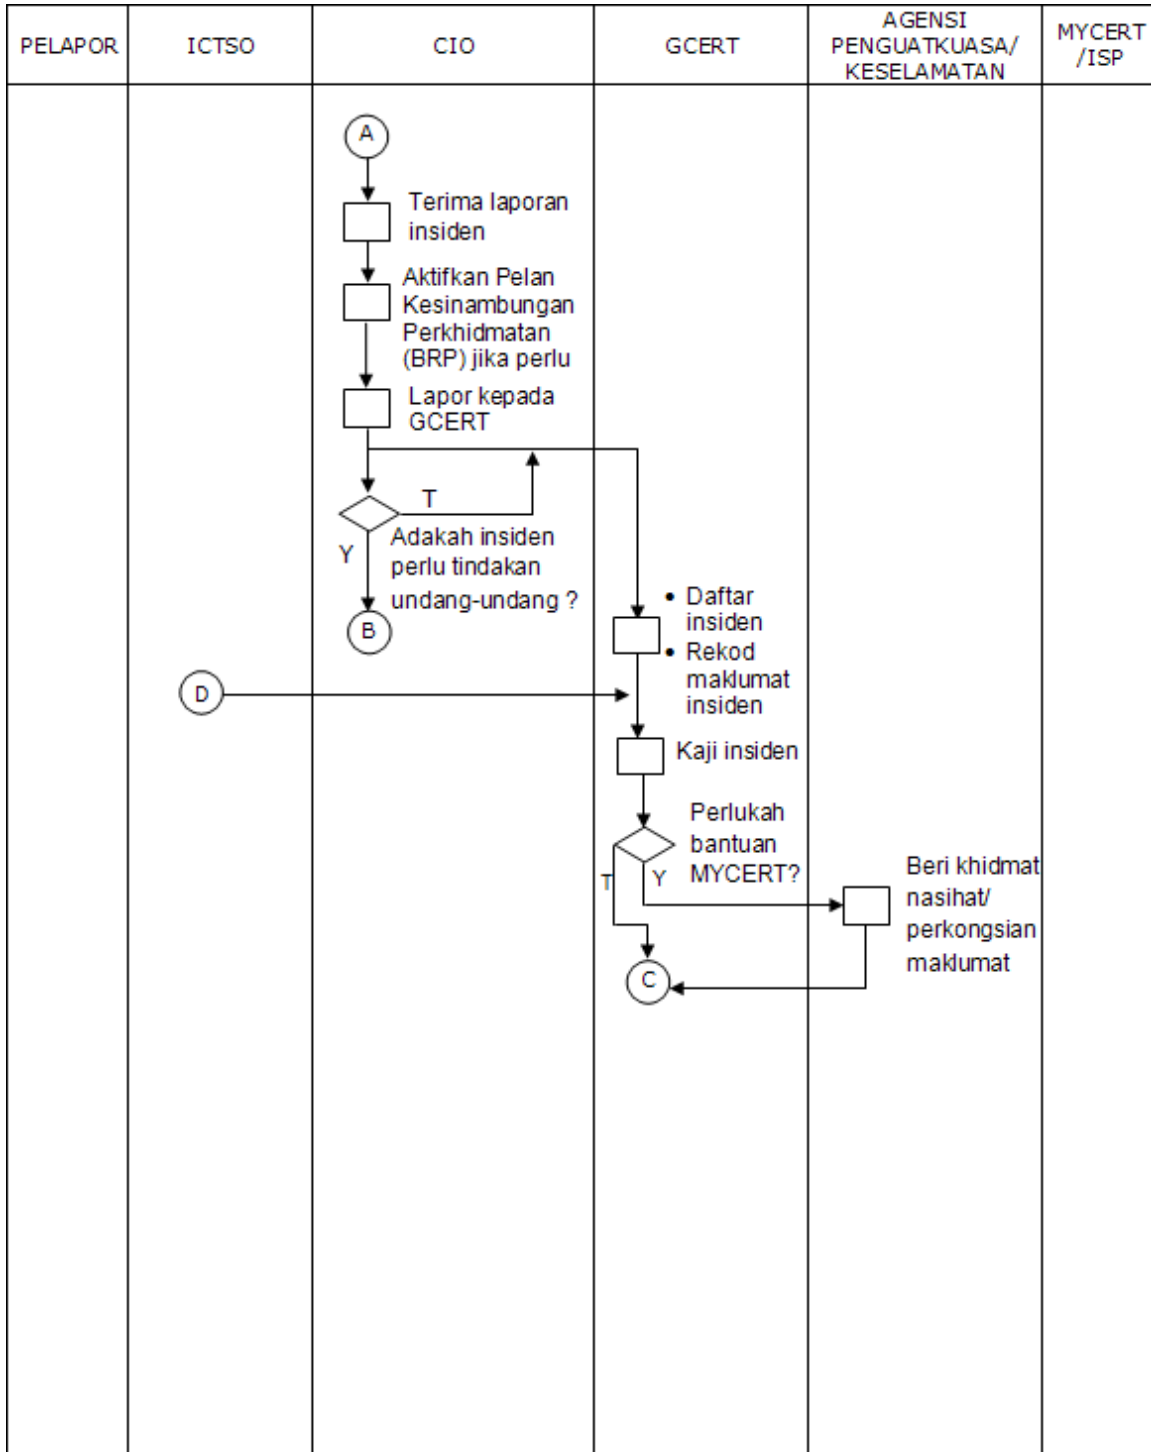 PELAPOR
ICTSO
CIO
GCERT
AGENSI
PENGUATKUASA/
KESELAMATAN
MYCERT
/ISP
A
Terima laporan
insiden
Aktifkan Pelan
Kesinambungan
Perkhidmatan
(BRP) jika perlu
Lapor kepada
GCERT
T
Adakah insiden
Y
perlu tindakan
undang-undang ?
B
• Daftar
insiden
• Rekod
maklumat
insiden
D
Kaji insiden
Perlukah
bantuan
MYCERT?
T
Y
Beri khidmat
nasihat/
perkongsian
maklumat
C